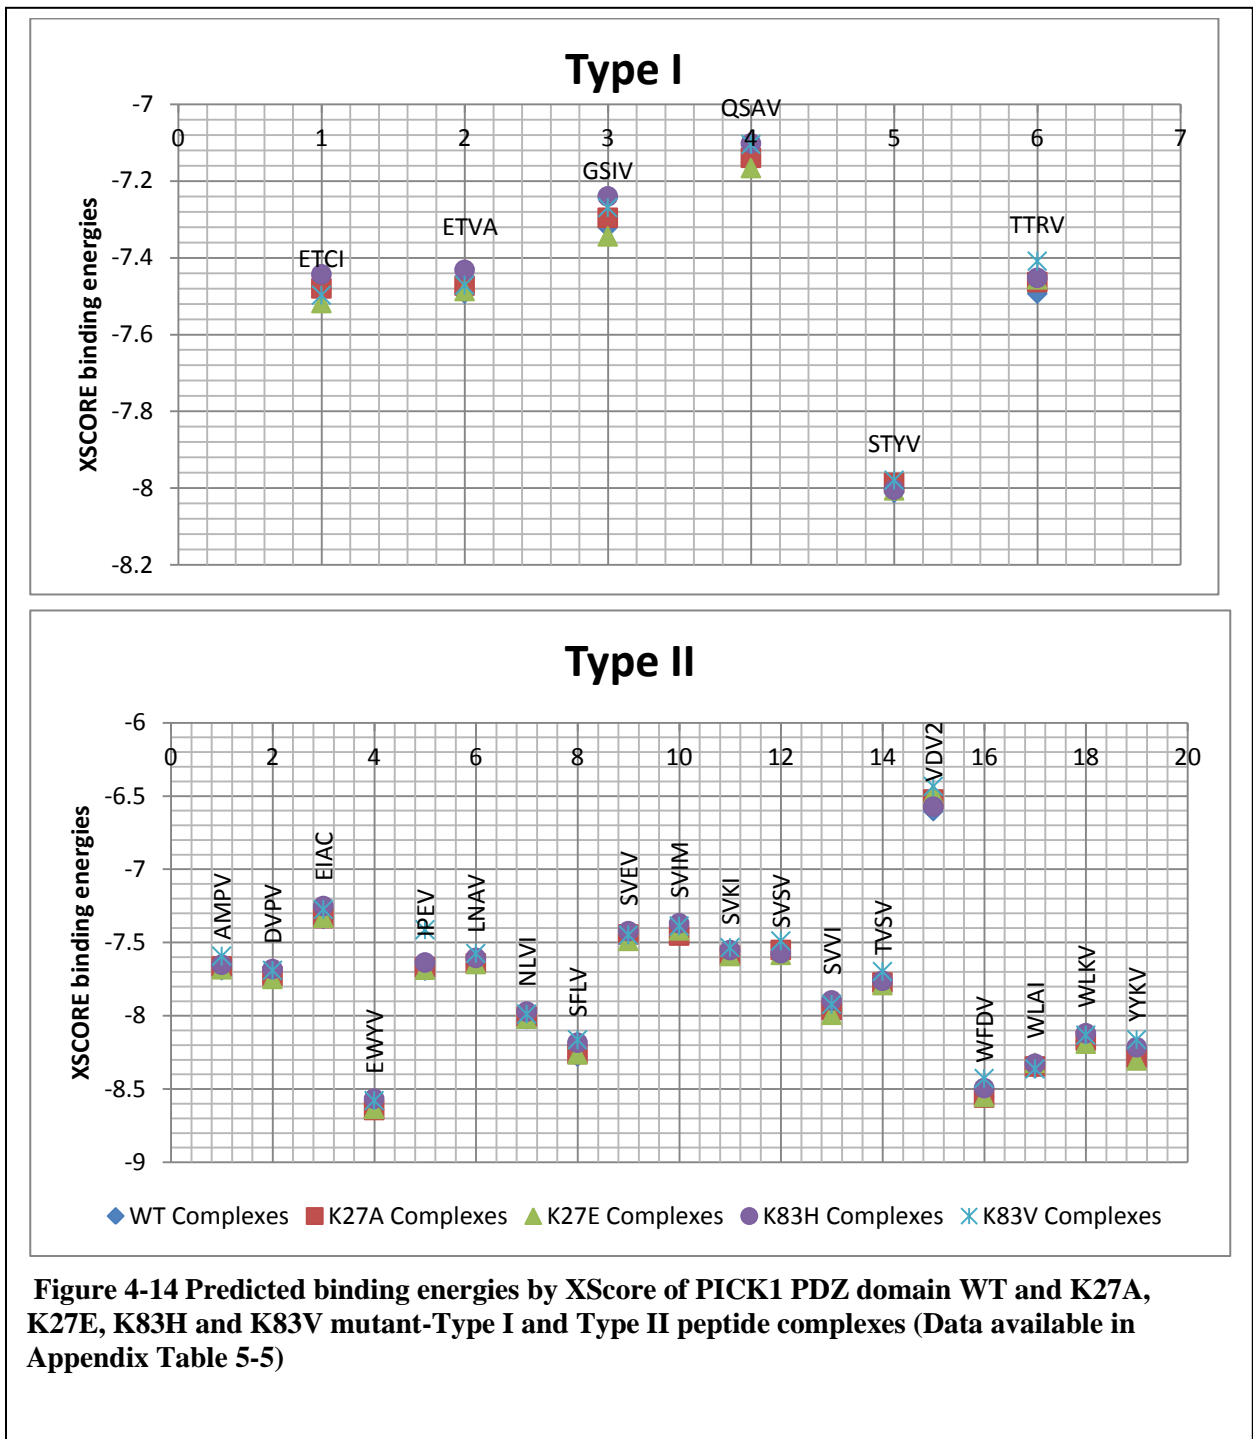 Type I
XSCORE binding energies
-7
-7.2
-7.4
-7.6
-7.8
-8
-8.2
0 1 2 3 4 5 6 7
ETCI
ETVA
GSIV
QSAV
STYV
TTRV
Type II
XSCORE binding energies
-6
-6.5
-7
-7.5
-8
-8.5
-9
0 2 4 6 8 10 12 14 16 18 20
AMPV
DVPV
EIAC
EWYV
IPEV
LNAV
NLVI
SFLV
SVEV
SVIM
SVKI
SVSV
SVVI
TVSV
VDV2
WFDV
WLAI
WLKV
YYKV
WT Complexes K27A Complexes K27E Complexes K83H Complexes K83V Complexes
Figure 4-14 Predicted binding energies by XScore of PICK1 PDZ domain WT and K27A,
K27E, K83H and K83V mutant-Type I and Type II peptide complexes (Data available in
Appendix Table 5-5)